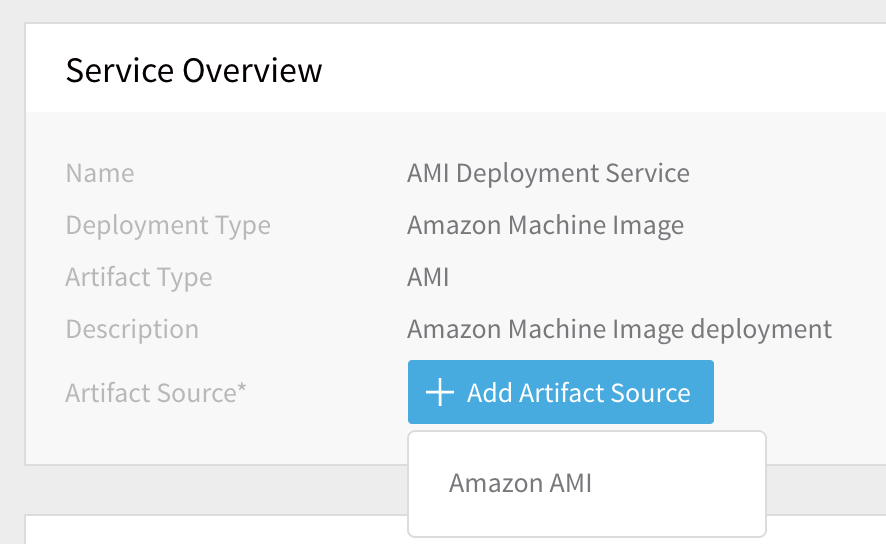 Service Overview
Name AMI Deployment Service
Deployment Type Amazon Machine Image
Artifact Type AMI
Description Amazon Machine Image deployment
Artifact Source* Add Artifact Source
Amazon AMI